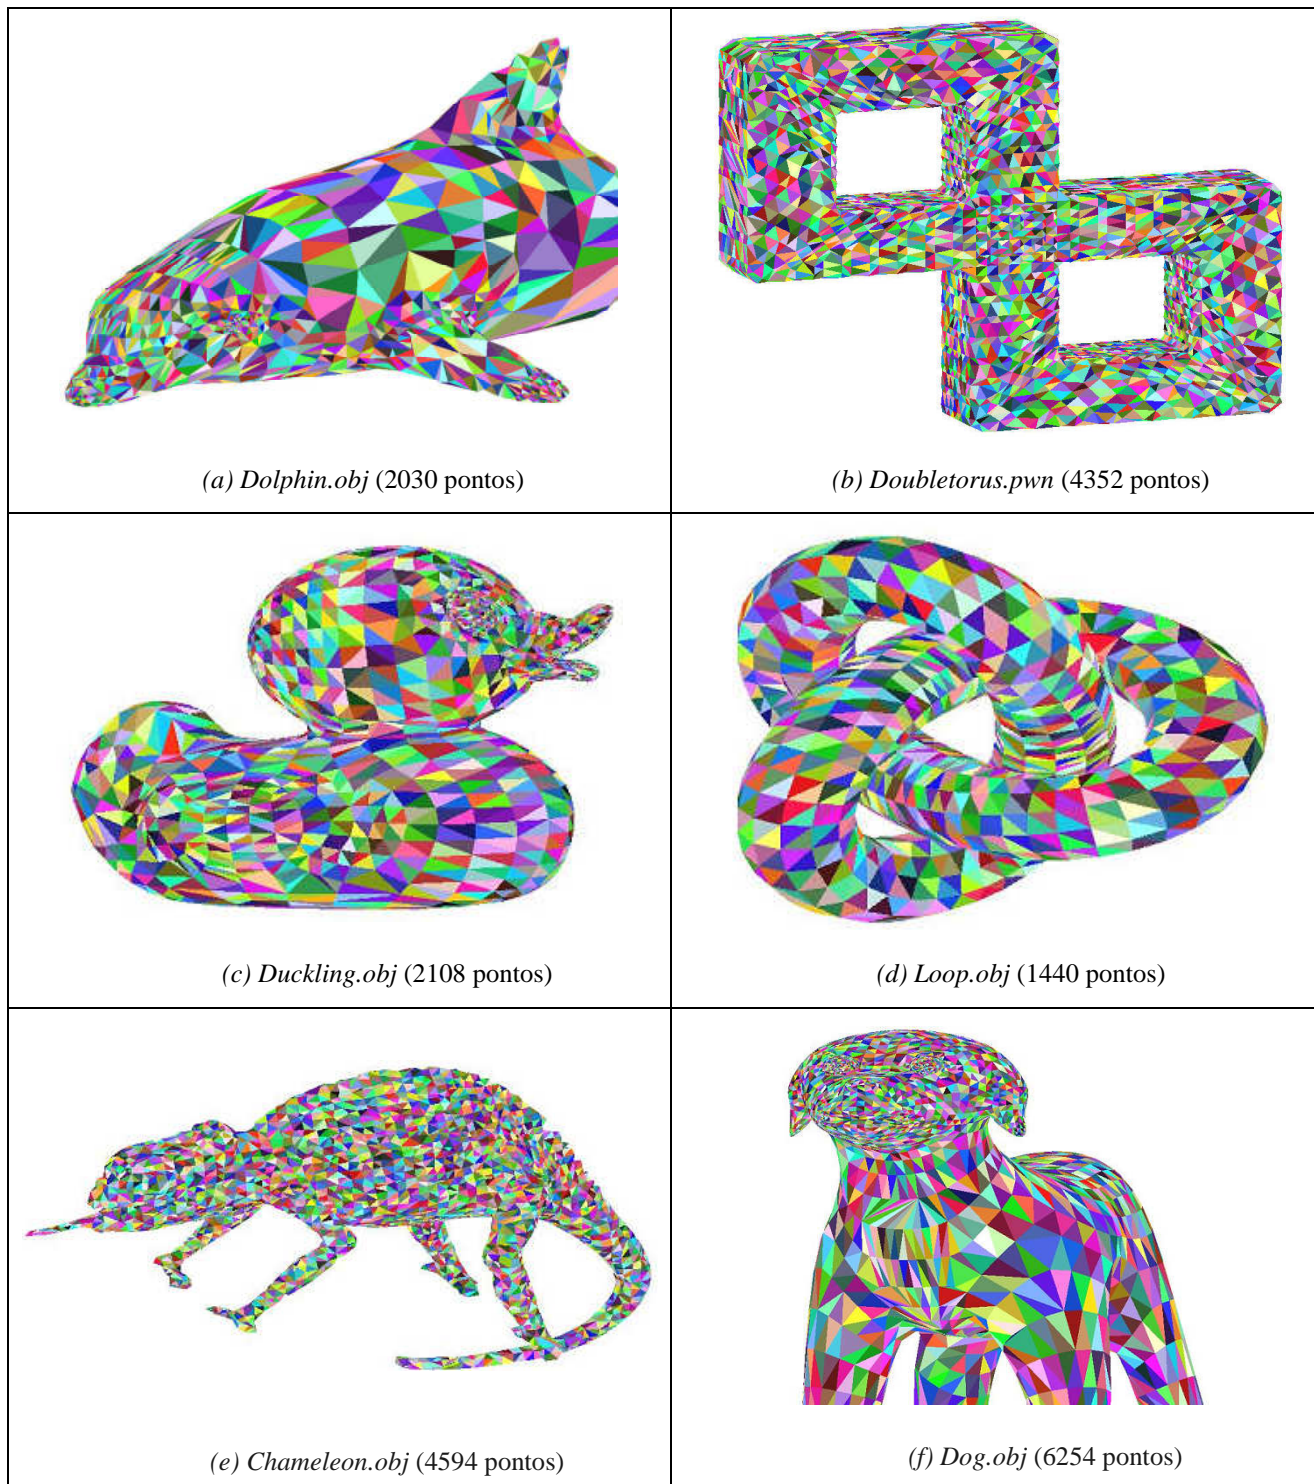 (a) Dolphin.obj (2030 pontos)
(b) Doubletorus.pwn (4352 pontos)
(c) Duckling.obj (2108 pontos)
(d) Loop.obj (1440 pontos)
(e) Chameleon.obj (4594 pontos)
(f) Dog.obj (6254 pontos)